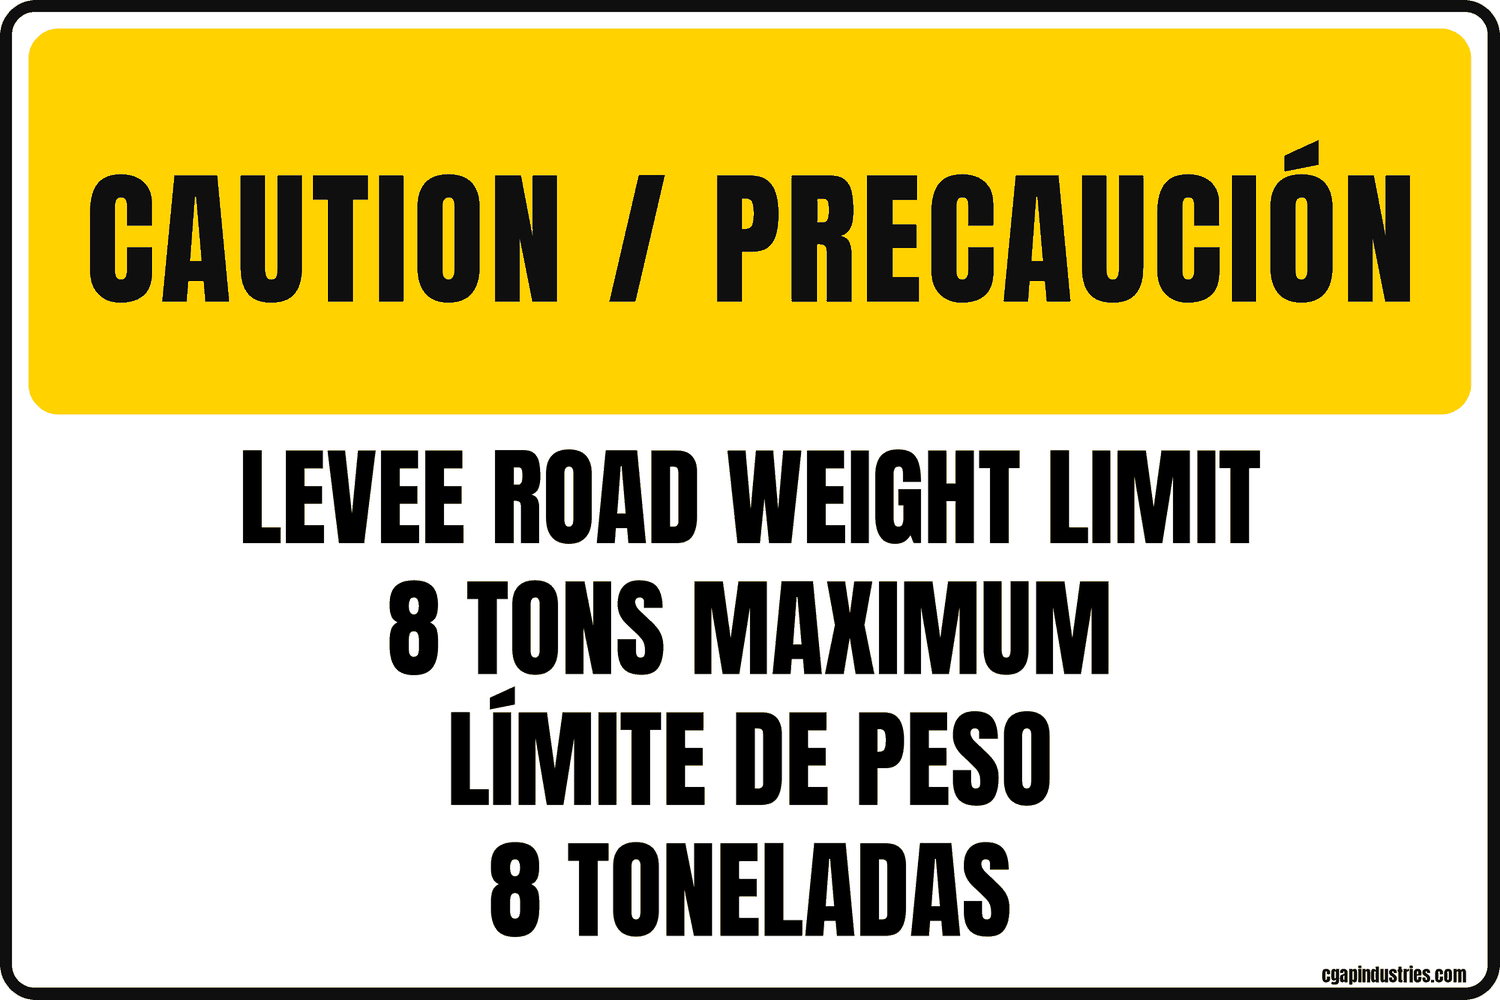 CAUTION / PRECAUCIÓN
LEVEE ROAD WEIGHT LIMIT
8 TONS MAXIMUM
LÍMITE DE PESO
8 TONELADAS
cgapindustries.com